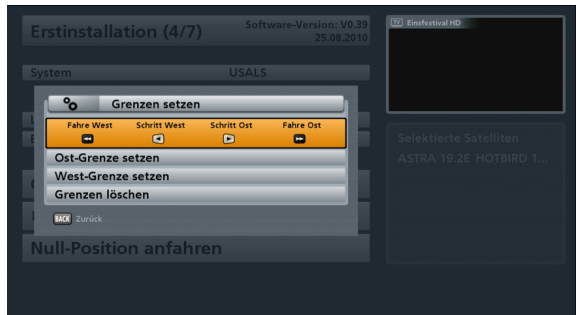 Erstinstallation (4/7)
Software-Version: V0.39
25.08.2010
TV Einsfestival HD
System USALS
Grenzen setzen
Fahre West Schritt West Schritt Ost Fahre Ost
Ost-Grenze setzen
West-Grenze setzen
Grenzen löschen
BACK Zurück
Null-Position anfahren
Selektierte Satelliten
ASTRA 19.2E HOTBIRD 1...